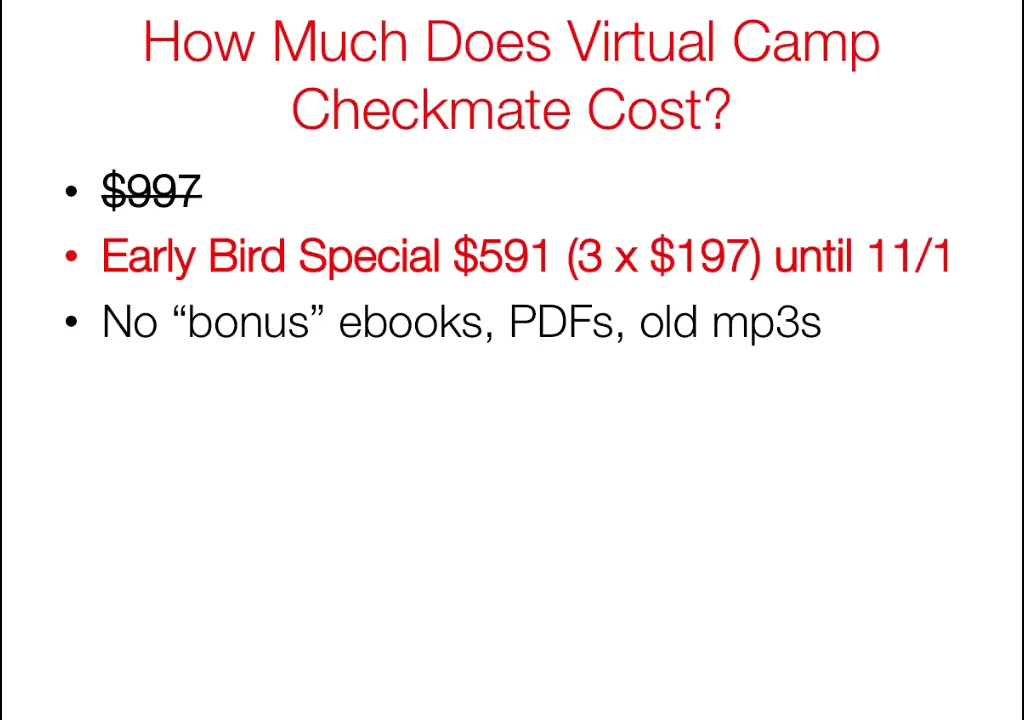 How Much Does Virtual Camp
Checkmate Cost?
• $997
• Early Bird Special $591 (3 x $197) until 11/1
• No “bonus” ebooks, PDFs, old mp3s